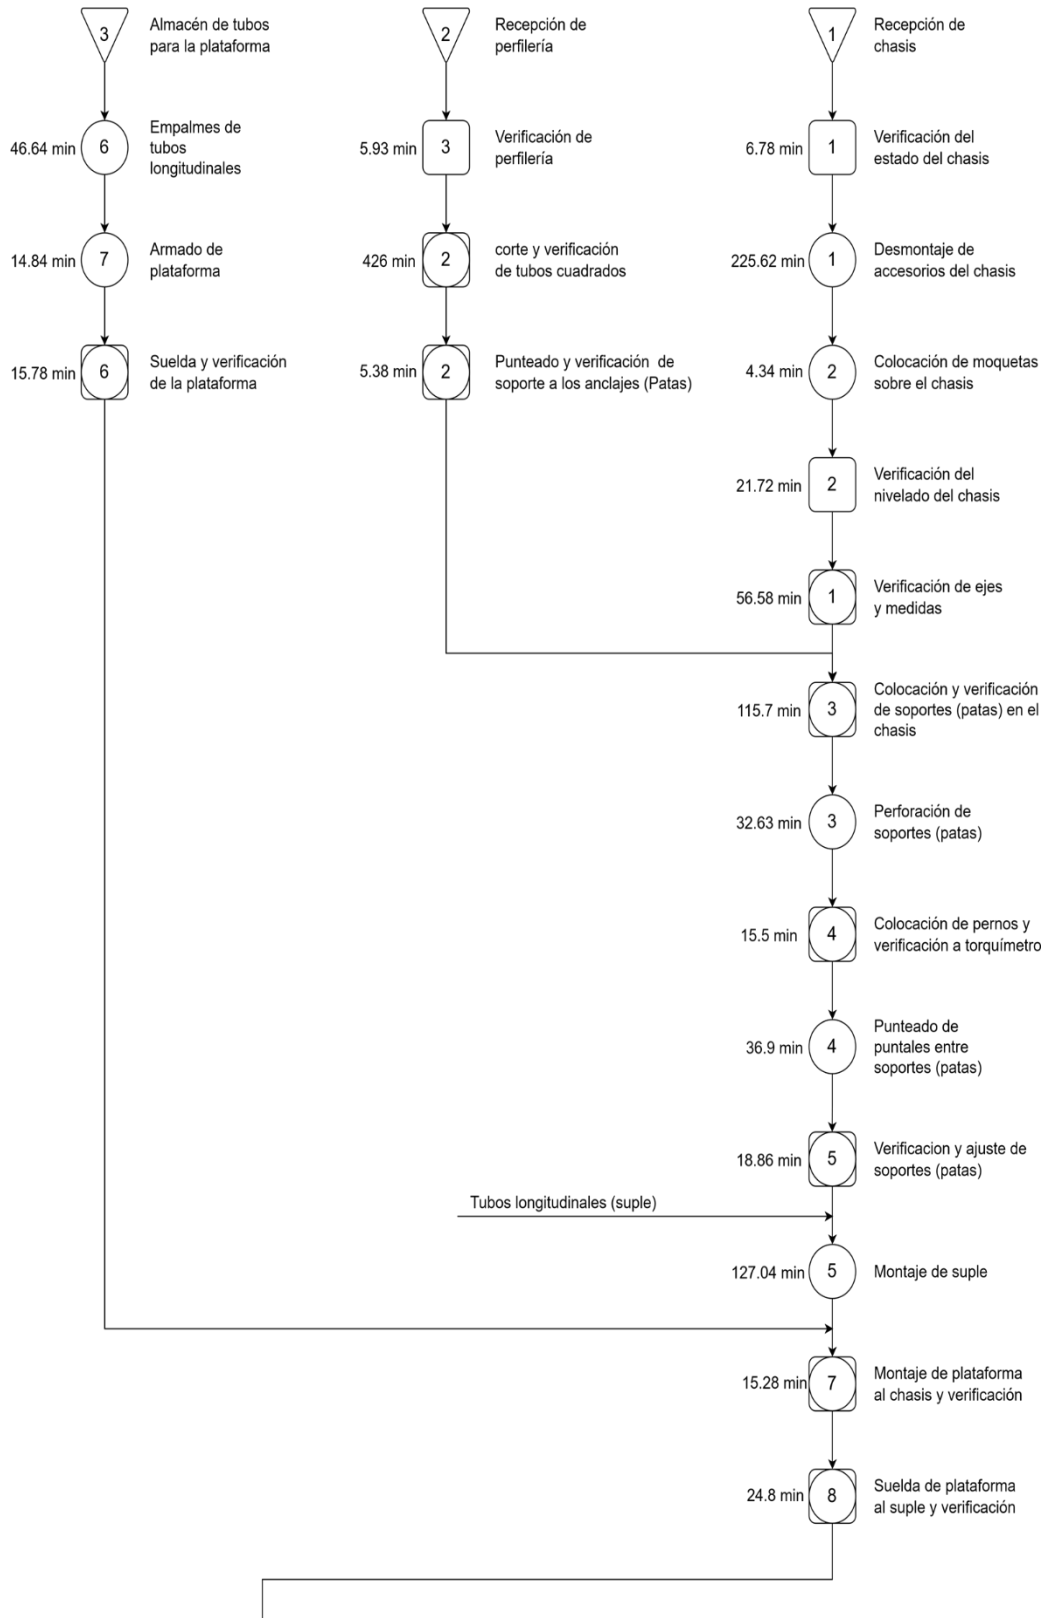 3
Almacén de tubos
para la plataforma
2
Recepción de
perfilería
1
Recepción de
chasis
46.64 min
6
Empalmes de
tubos
longitudinales
5.93 min
3
Verificación de
perfilería
6.78 min
1
Verificación del
estado del chasis
14.84 min
7
Armado de
plataforma
426 min
2
corte y verificación
de tubos cuadrados
225.62 min
1
Desmontaje de
accesorios del chasis
15.78 min
6
Suelda y verificación
de la plataforma
5.38 min
2
Punteado y verificación de
soporte a los anclajes (Patas)
4.34 min
2
Colocación de moquetas
sobre el chasis
21.72 min
2
Verificación del
nivelado del chasis
56.58 min
1
Verificación de ejes
y medidas
115.7 min
3
Colocación y verificación
de soportes (patas) en el
chasis
32.63 min
3
Perforación de
soportes (patas)
15.5 min
4
Colocación de pernos y
verificación a torquímetro
36.9 min
4
Punteado de
puntales entre
soportes (patas)
18.86 min
5
Verificacion y ajuste de
soportes (patas)
Tubos longitudinales (suple)
127.04 min
5
Montaje de suple
15.28 min
7
Montaje de plataforma
al chasis y verificación
24.8 min
8
Suelda de plataforma
al suple y verificación